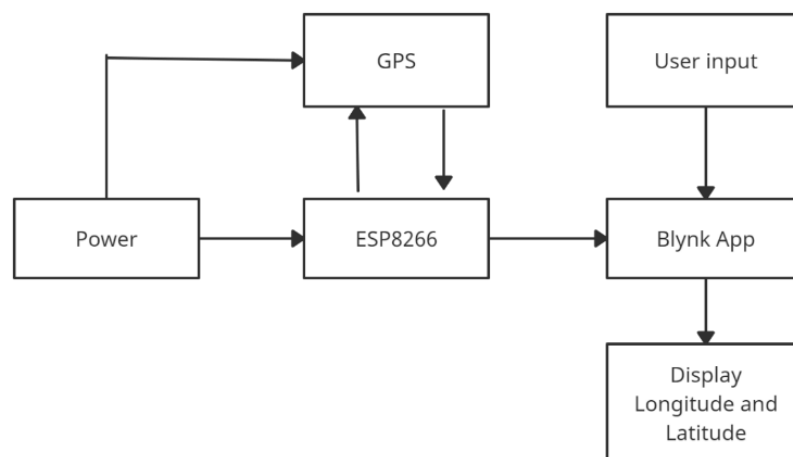 GPS
User input
Power
ESP8266
Blynk App
Display
Longitude and
Latitude